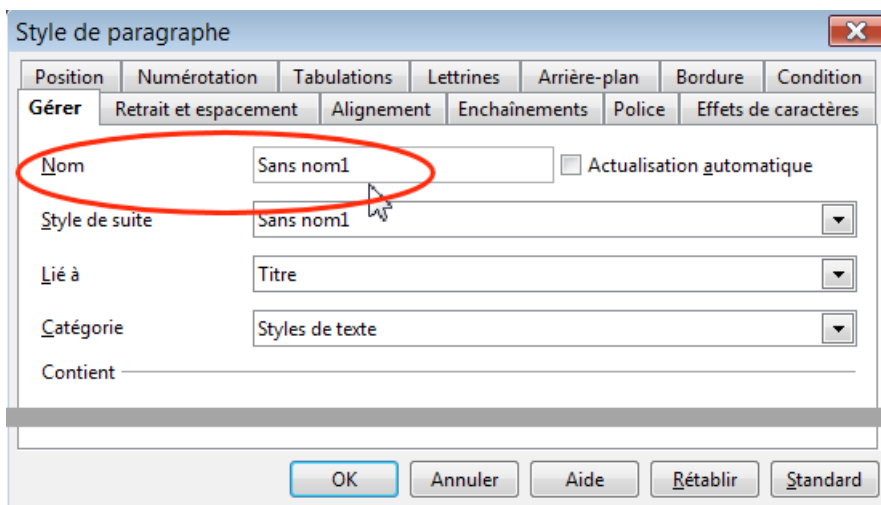 Style de paragraphe
Position Numérotation Tabulations Lettrines Arrière-plan Bordure Condition
Gérer Retrait et espacement Alignement Enchaînements Police Effets de caractères
Nom Sans nom1 Actualisation automatique
Style de suite Sans nom1
Lié à Titre
Catégorie Styles de texte
Contient
OK Annuler Aide Rétablir Standard